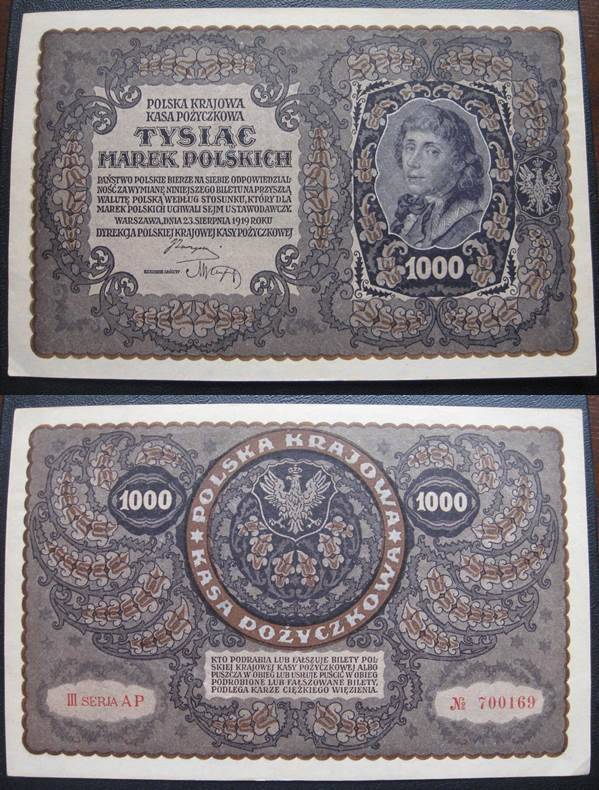 POLSKA KRAJOWA
KASA POŻYCZKOWA
TYSIĄC
MAREK POLSKICH
PAŃSTWO POLSKIE BIERZE NA SIEBIE ODPOWIEDZIAL
NOŚĆ ZA WYMIANĘ NINIEJSZEGO BILETU NA PRZYSZŁĄ
WALUTĘ POLSKĄ WEDŁUG STOSUNKU, KTÓRY DLA
MAREK POLSKICH UCHWALI SEJM USTAWODAWCZY.
WARSZAWA, DNIA 23. SIERPNIA 1919 ROKU
DYREKCJA POLSKIEJ KRAJOWEJ KASY POŻYCZKOWEJ
1000
POLSKA KRAJOWA
1000
1000
KASA POŻYCZKOWA
KTO PODRABIA LUB FAŁSZUJE BILETY POL
SKIEJ KRAJOWEJ KASY POŻYCZKOWEJ ALBO
PUSZCZA W OBIEG LUB USIŁUJE PUŚCIĆ W OBIEG
PODROBIONE LUB FAŁSZOWANE BILETY,
PODLEGA KARZE CIĘŻKIEGO WIĘZIENIA.
III SERJA AP
№ 700169